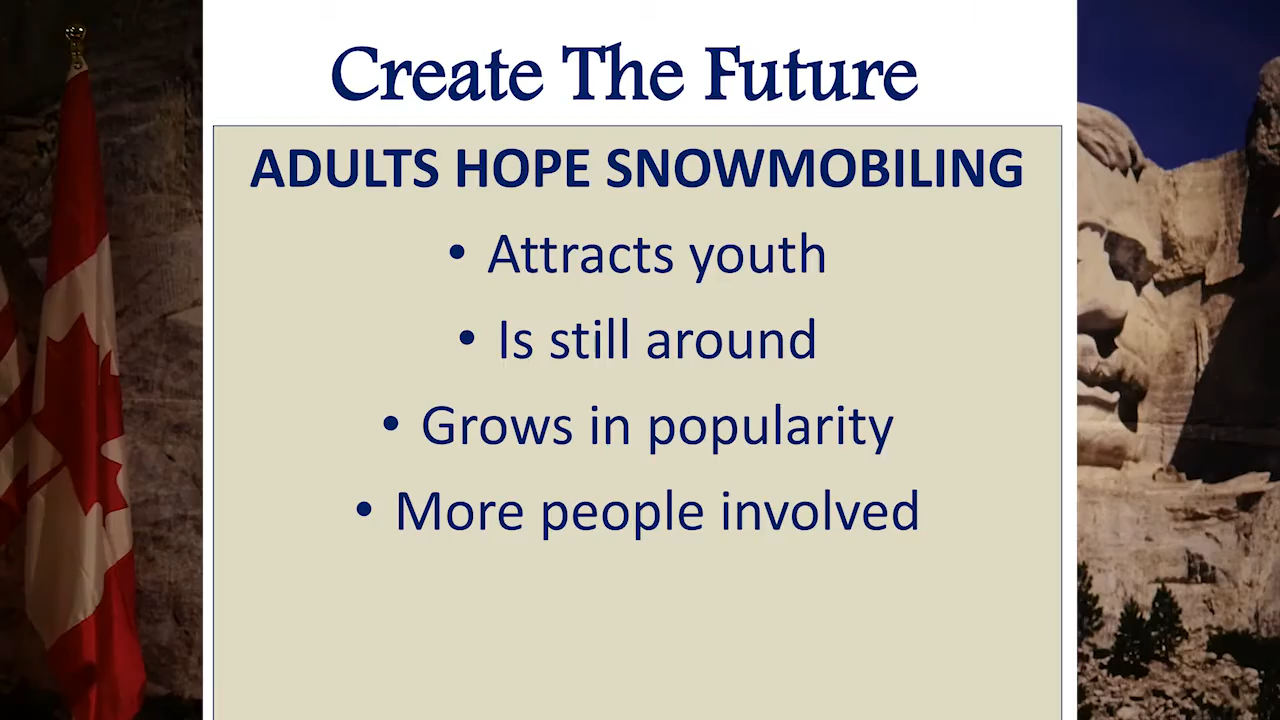 Create The Future
ADULTS HOPE SNOWMOBILING
• Attracts youth
• Is still around
• Grows in popularity
• More people involved